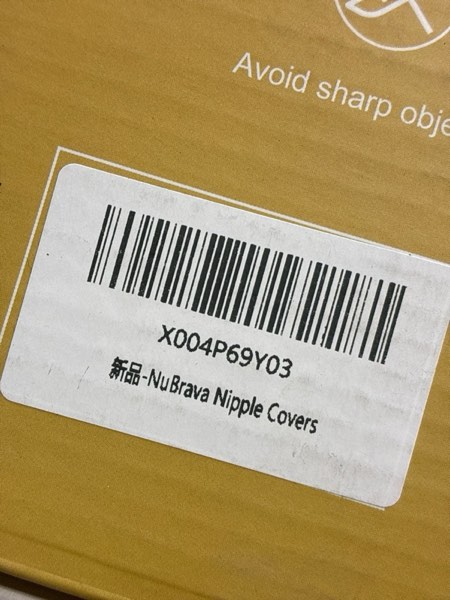 Avoid sharp obje
X004P69Y03
新品-NuBrava Nipple Covers